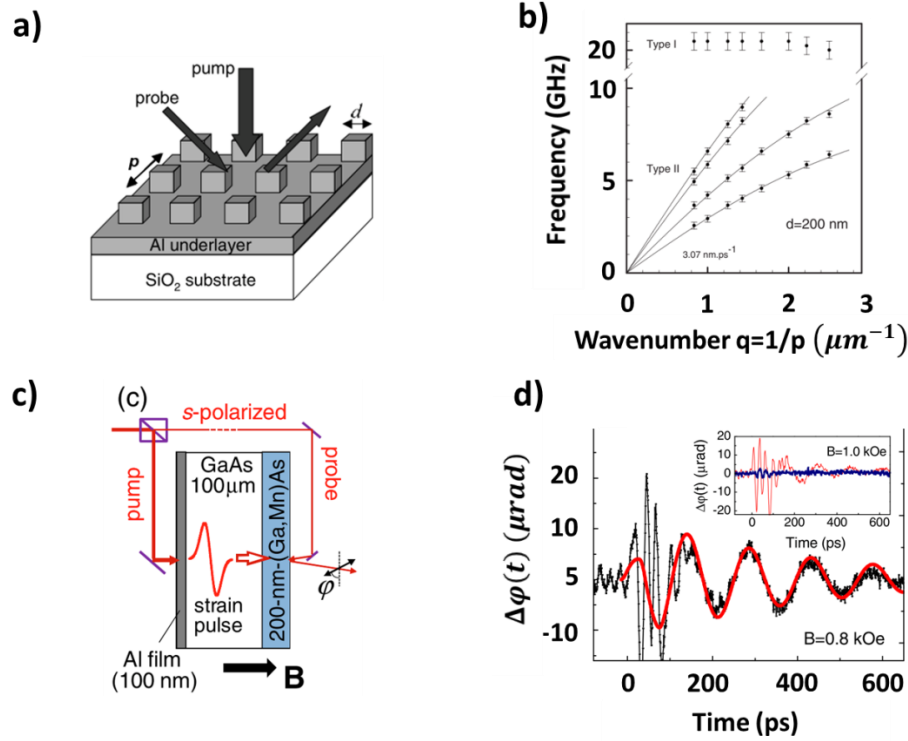 a)
pump
probe
d
p
Al underlayer
SiO₂ substrate
b)
Frequency (GHz)
20
10
5
0
Type I
Type II
d=200 nm
3.07 nm.ps⁻¹
0 1 2 3
Wavenumber q=1/p (μm⁻¹)
c)
(c)
s-polarized
pump
probe
GaAs
100μm
200-nm-(Ga,Mn)As
strain
pulse
φ
Al film
(100 nm)
B
d)
Δφ(t) (μrad)
20
10
5
-10
B=0.8 kOe
0 200 400 600
Time (ps)
Δφ(t) (μrad)
20
10
0
-10
-20
B=1.0 kOe
0 200 400 600
Time (ps)